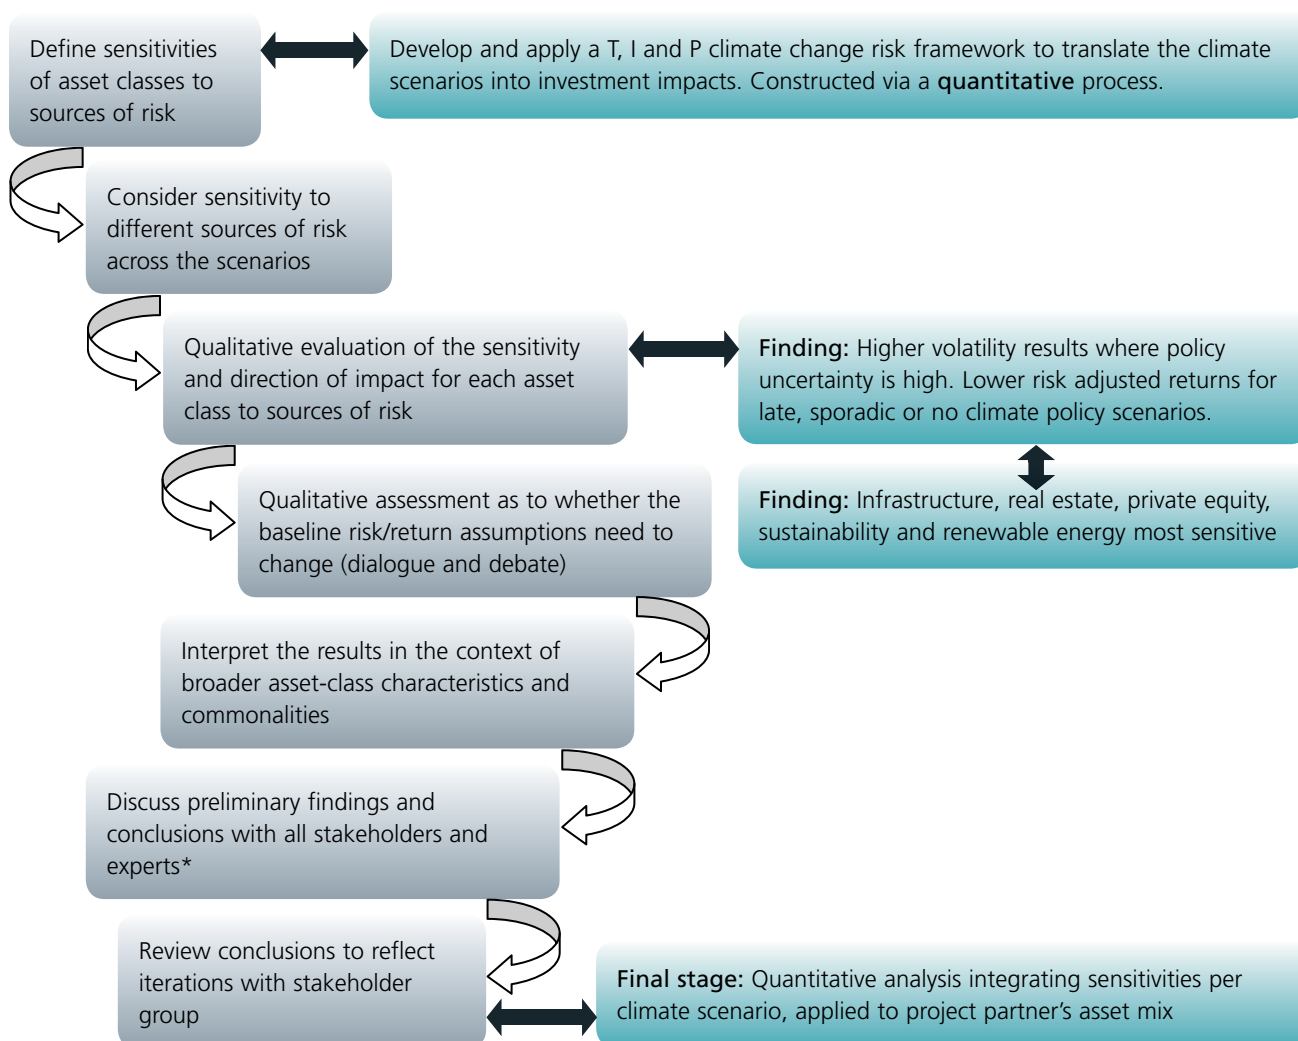 Define sensitivities
of asset classes to
sources of risk
Develop and apply a T, I and P climate change risk framework to translate the climate
scenarios into investment impacts. Constructed via a quantitative process.
Consider sensitivity to
different sources of risk
across the scenarios
Qualitative evaluation of the sensitivity
and direction of impact for each asset
class to sources of risk
Finding: Higher volatility results where policy
uncertainty is high. Lower risk adjusted returns for
late, sporadic or no climate policy scenarios.
Qualitative assessment as to whether the
baseline risk/return assumptions need to
change (dialogue and debate)
Finding: Infrastructure, real estate, private equity,
sustainability and renewable energy most sensitive
Interpret the results in the context of
broader asset-class characteristics and
commonalities
Discuss preliminary findings and
conclusions with all stakeholders and
experts*
Review conclusions to reflect
iterations with stakeholder
group
Final stage: Quantitative analysis integrating sensitivities per
climate scenario, applied to project partner's asset mix